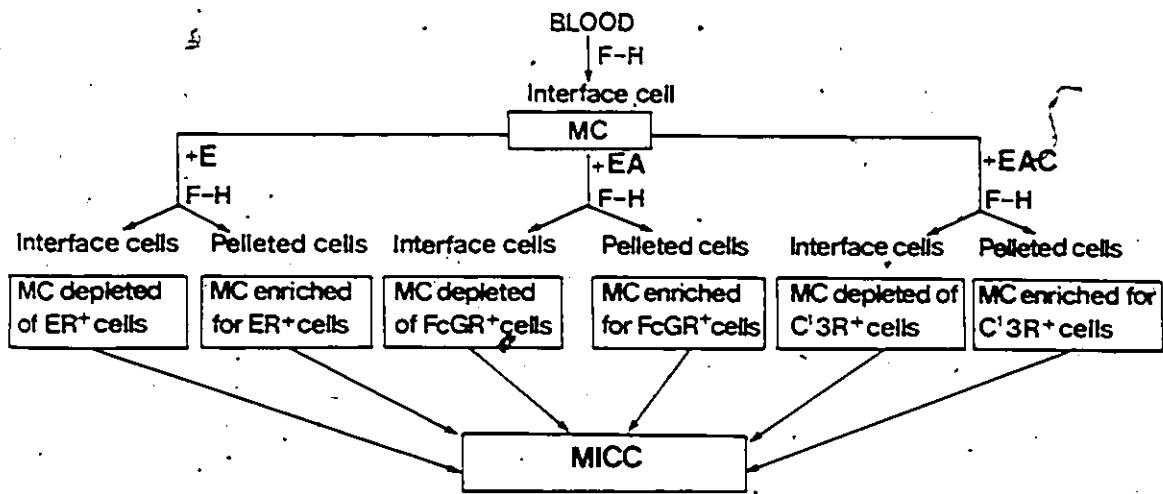 BLOOD
F-H
Interface cell
MC
+E
F-H
+EA
F-H
+EAC
F-H
Interface cells
Pelleted cells
Interface cells
Pelleted cells
Interface cells
Pelleted cells
MC depleted
of ER+ cells
MC enriched
for ER+ cells
MC depleted
of FcGR+ cells
MC enriched
for FcGR+ cells
MC depleted of
C'3R+ cells
MC enriched for
C'3R+ cells
MICC